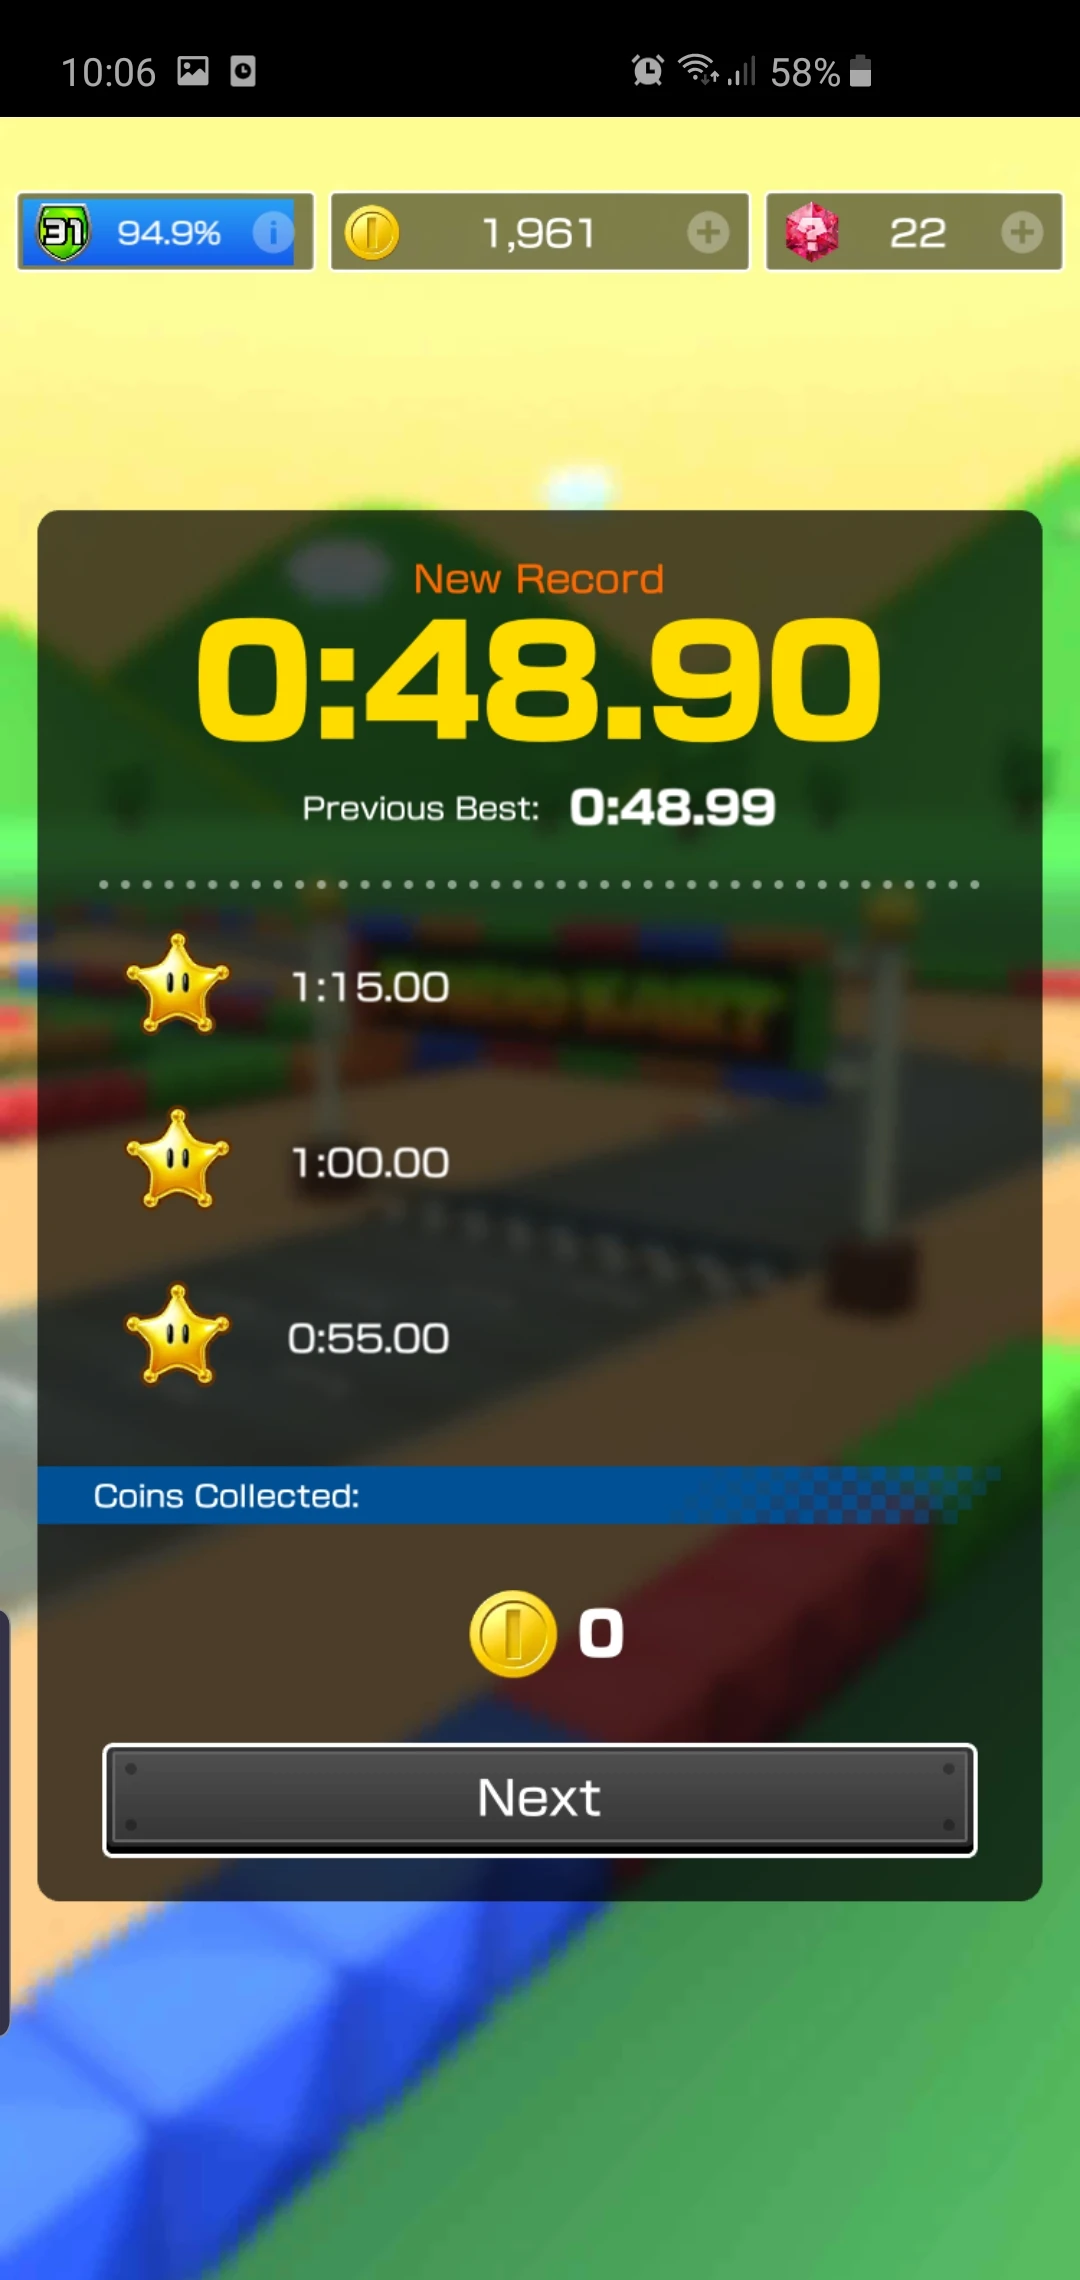 10:06 58%
31 94.9% i 1,961 + ? 22 +
New Record
0:48.90
Previous Best: 0:48.99
1:15.00
1:00.00
0:55.00
Coins Collected:
0
Next